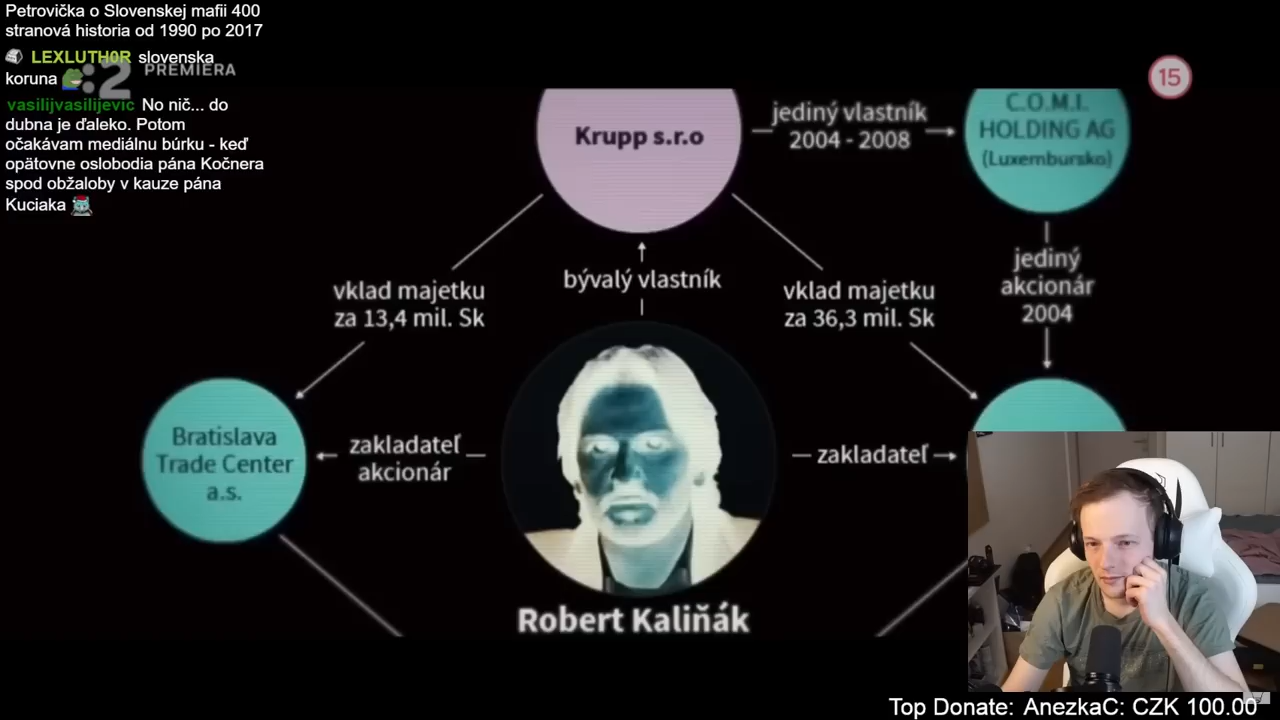 Petrovička o Slovenskej mafii 400
stranová historia od 1990 po 2017
LEXLUTH0R slovenska
koruna
:2 PREMIÉRA
vasilijvasilijevic No nič... do
dubna je ďaleko. Potom
očakávam mediálnu búrku - keď
opätovne oslobodia pána Kočnera
spod obžaloby v kauze pána
Kuciaka
15
Krupp s.r.o
jediný vlastník
2004 - 2008
C.O.M.I.
HOLDING AG
(Luxembursko)
vklad majetku
za 13,4 mil. Sk
bývalý vlastník
vklad majetku
za 36,3 mil. Sk
jediný
akcionár
2004
Bratislava
Trade Center
a.s.
zakladateľ
akcionár
zakladateľ
Robert Kaliňák
Top Donate: AnezkaC: CZK 100.00